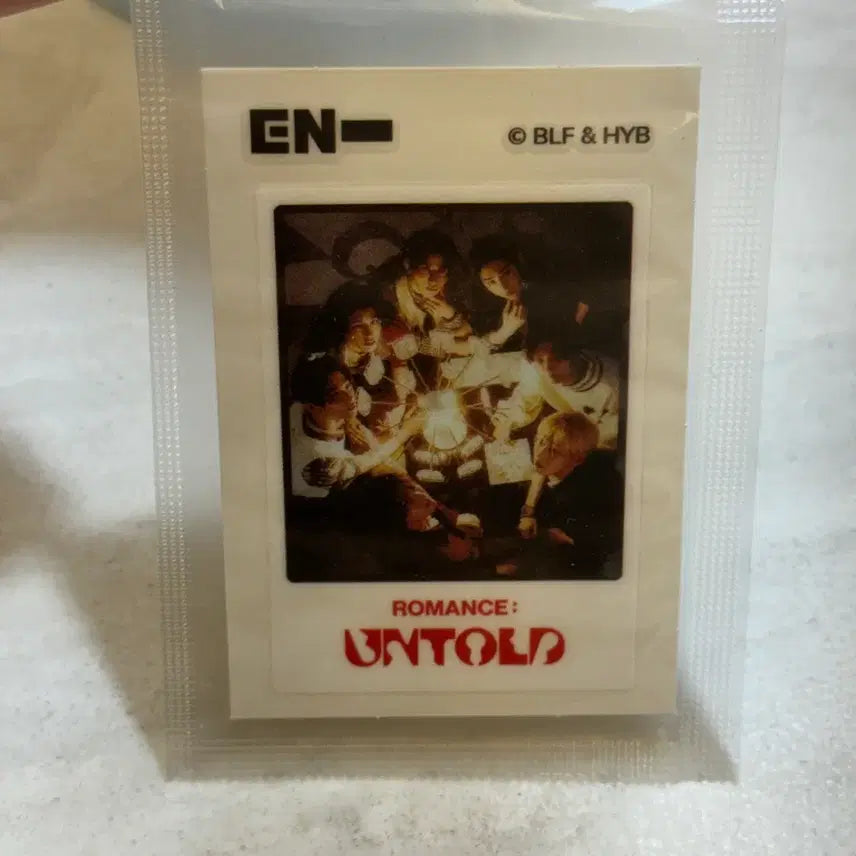 EN-
© BLF & HYB
ROMANCE:
UNTOLD